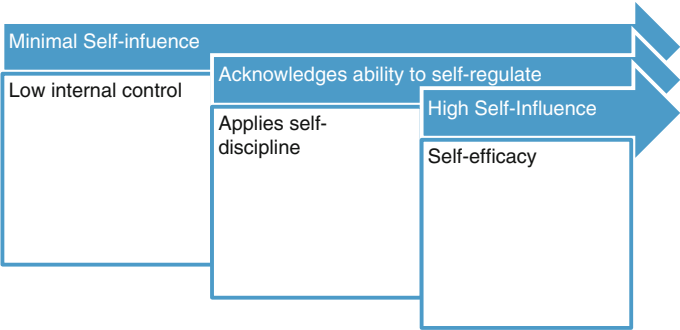 Minimal Self-infuence
Low internal control
Acknowledges ability to self-regulate
Applies self-
discipline
High Self-Influence
Self-efficacy